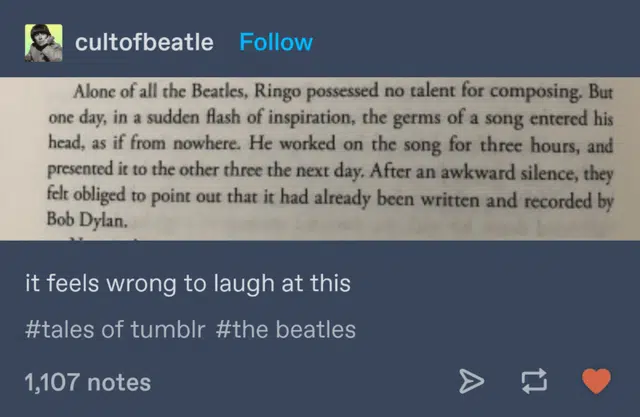 cultofbeatle Follow
Alone of all the Beatles, Ringo possessed no talent for composing. But
one day, in a sudden flash of inspiration, the germs of a song entered his
head, as if from nowhere. He worked on the song for three hours, and
presented it to the other three the next day. After an awkward silence, they
felt obliged to point out that it had already been written and recorded by
Bob Dylan.
it feels wrong to laugh at this
#tales of tumblr #the beatles
1,107 notes